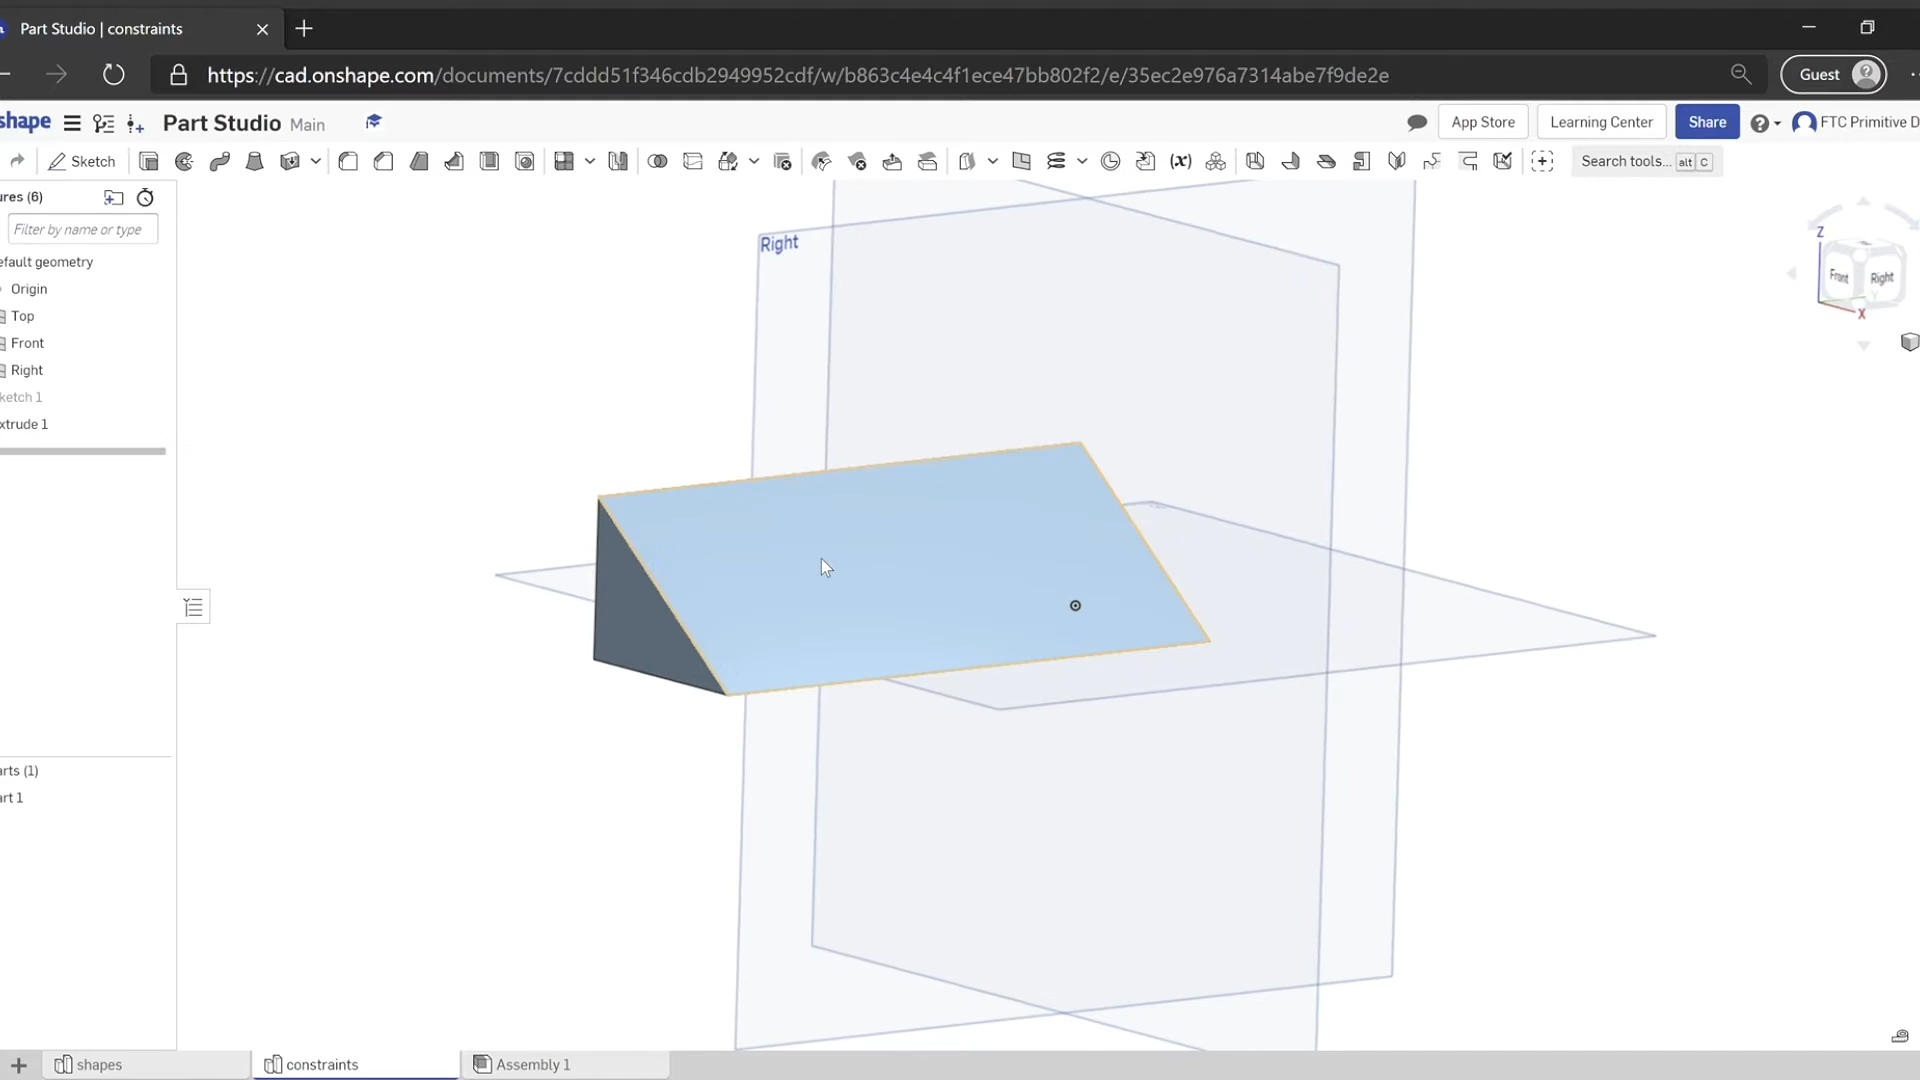 Part Studio | constraints
https://cad.onshape.com/documents/7cddd51f346cdb2949952cdf/w/b863c4e4c4f1ece47bb802f2/e/35ec2e976a7314abe7f9de2e
Guest
shape Part Studio Main
App Store Learning Center Share FTC Primitive D
Sketch
(x)
Search tools... alt C
ures (6)
Filter by name or type
efault geometry
Origin
Top
Front
Right
ketch 1
xtrude 1
Right
Z
Front Right
Y
X
arts (1)
art 1
shapes
constraints
Assembly 1